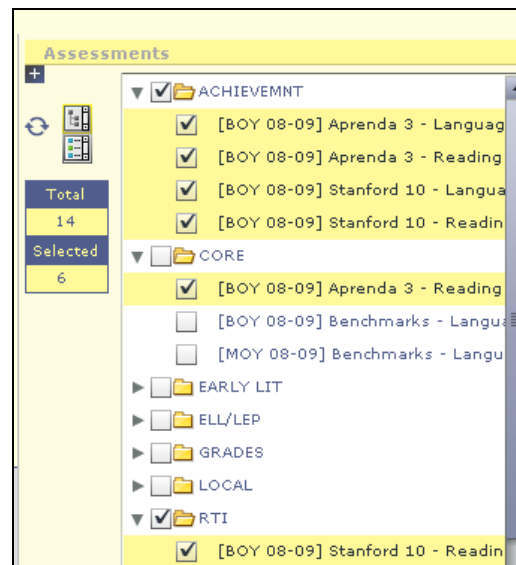 Assessments
Total
14
Selected
6
ACHIEVEMNT
[BOY 08-09] Aprenda 3 - Languag
[BOY 08-09] Aprenda 3 - Reading
[BOY 08-09] Stanford 10 - Langua
[BOY 08-09] Stanford 10 - Readin
CORE
[BOY 08-09] Aprenda 3 - Reading
[BOY 08-09] Benchmarks - Langua
[MOY 08-09] Benchmarks - Langu
EARLY LIT
ELL/LEP
GRADES
LOCAL
RTI
[BOY 08-09] Stanford 10 - Readin